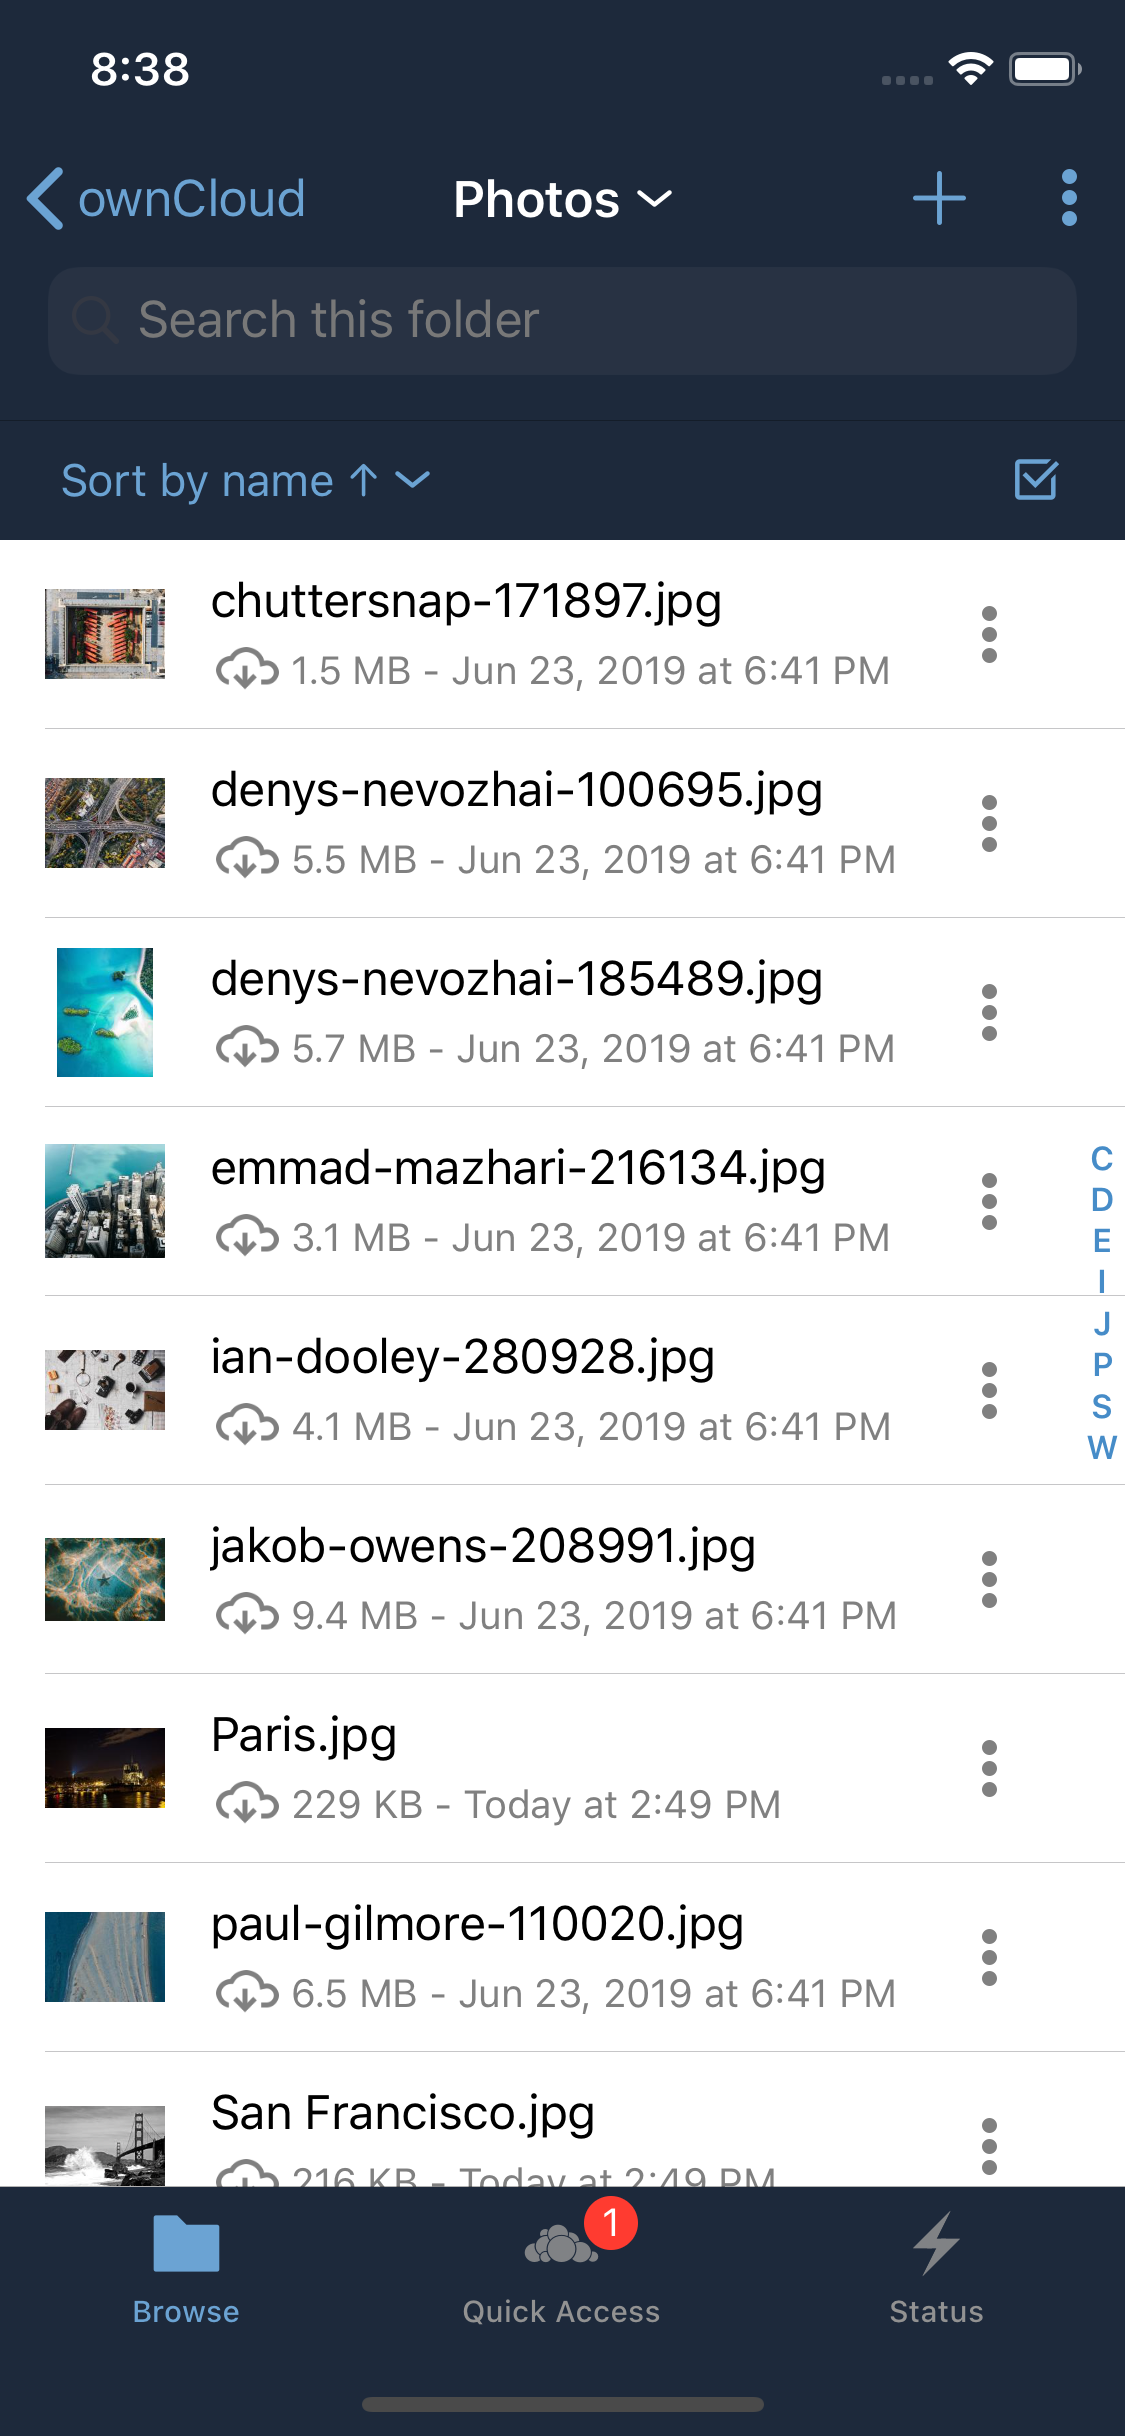 8:38
ownCloud
Photos
Search this folder
Sort by name ↑
chuttersnap-171897.jpg
1.5 MB - Jun 23, 2019 at 6:41 PM
denys-nevozhai-100695.jpg
5.5 MB - Jun 23, 2019 at 6:41 PM
denys-nevozhai-185489.jpg
5.7 MB - Jun 23, 2019 at 6:41 PM
emmad-mazhari-216134.jpg
3.1 MB - Jun 23, 2019 at 6:41 PM
ian-dooley-280928.jpg
4.1 MB - Jun 23, 2019 at 6:41 PM
jakob-owens-208991.jpg
9.4 MB - Jun 23, 2019 at 6:41 PM
Paris.jpg
229 KB - Today at 2:49 PM
paul-gilmore-110020.jpg
6.5 MB - Jun 23, 2019 at 6:41 PM
San Francisco.jpg
216 KB - Today at 2:49 PM
C
D
E
I
J
P
S
W
1
Browse
Quick Access
Status